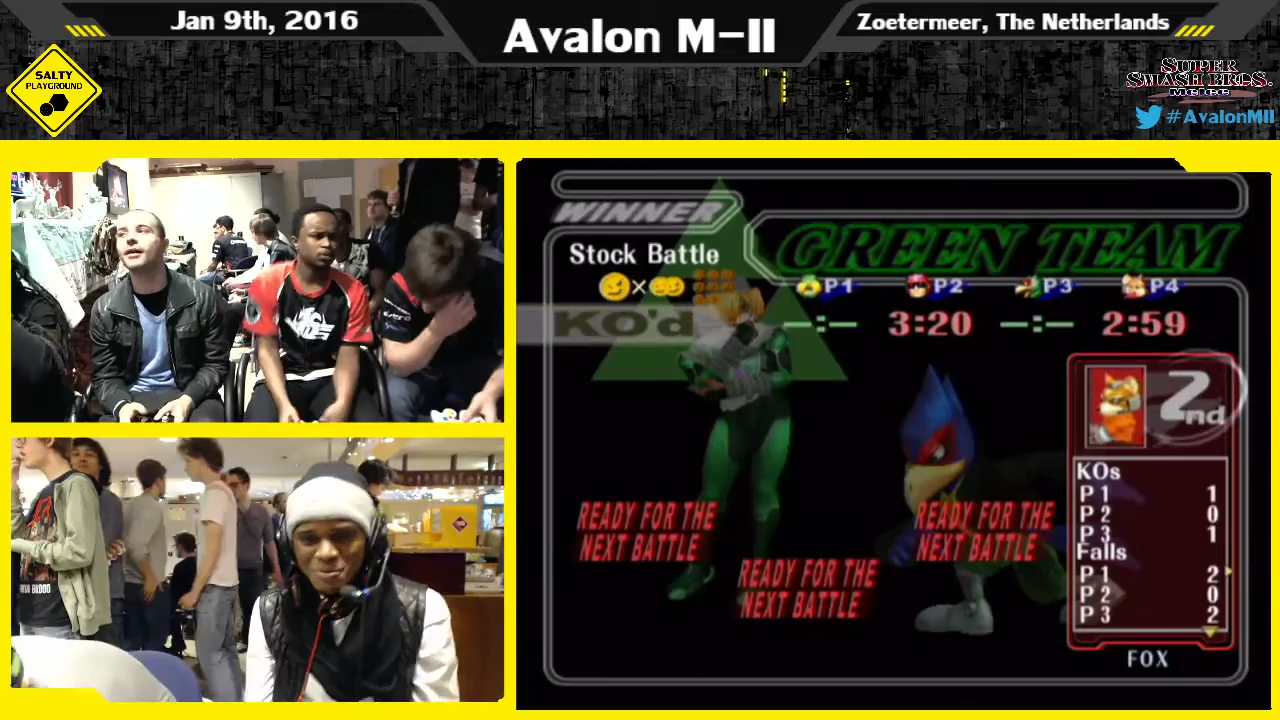 Jan 9th, 2016
Avalon M-II
Zoetermeer, The Netherlands
SALTY
PLAYGROUND
SUPER
SMASH BROS.
Melee
#AvalonMII
WINNER
GREEN TEAM
Stock Battle
P1
P2
P3
P4
KO'd
-:-
3:20
-:-
2:59
2nd
READY FOR THE
NEXT BATTLE
READY FOR THE
NEXT BATTLE
READY FOR THE
NEXT BATTLE
KOs
P1 1
P2 0
P3 1
Falls
P1 2
P2 0
P3 2
FOX
BLOOD